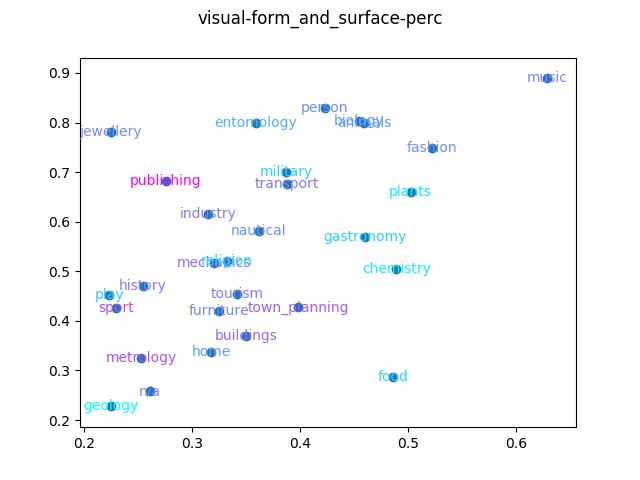 visual-form_and_surface-perc
0.9
music
person
0.8
entomology
biology
animals
jewellery
fashion
0.7
military
publishing
transport
plants
industry
0.6
nautical
gastronomy
mechanics
religion
chemistry
0.5
history
play
tourism
sport
furniture
town_planning
0.4
buildings
home
metrology
0.3
food
n/a
geology
0.2
0.2
0.3
0.4
0.5
0.6